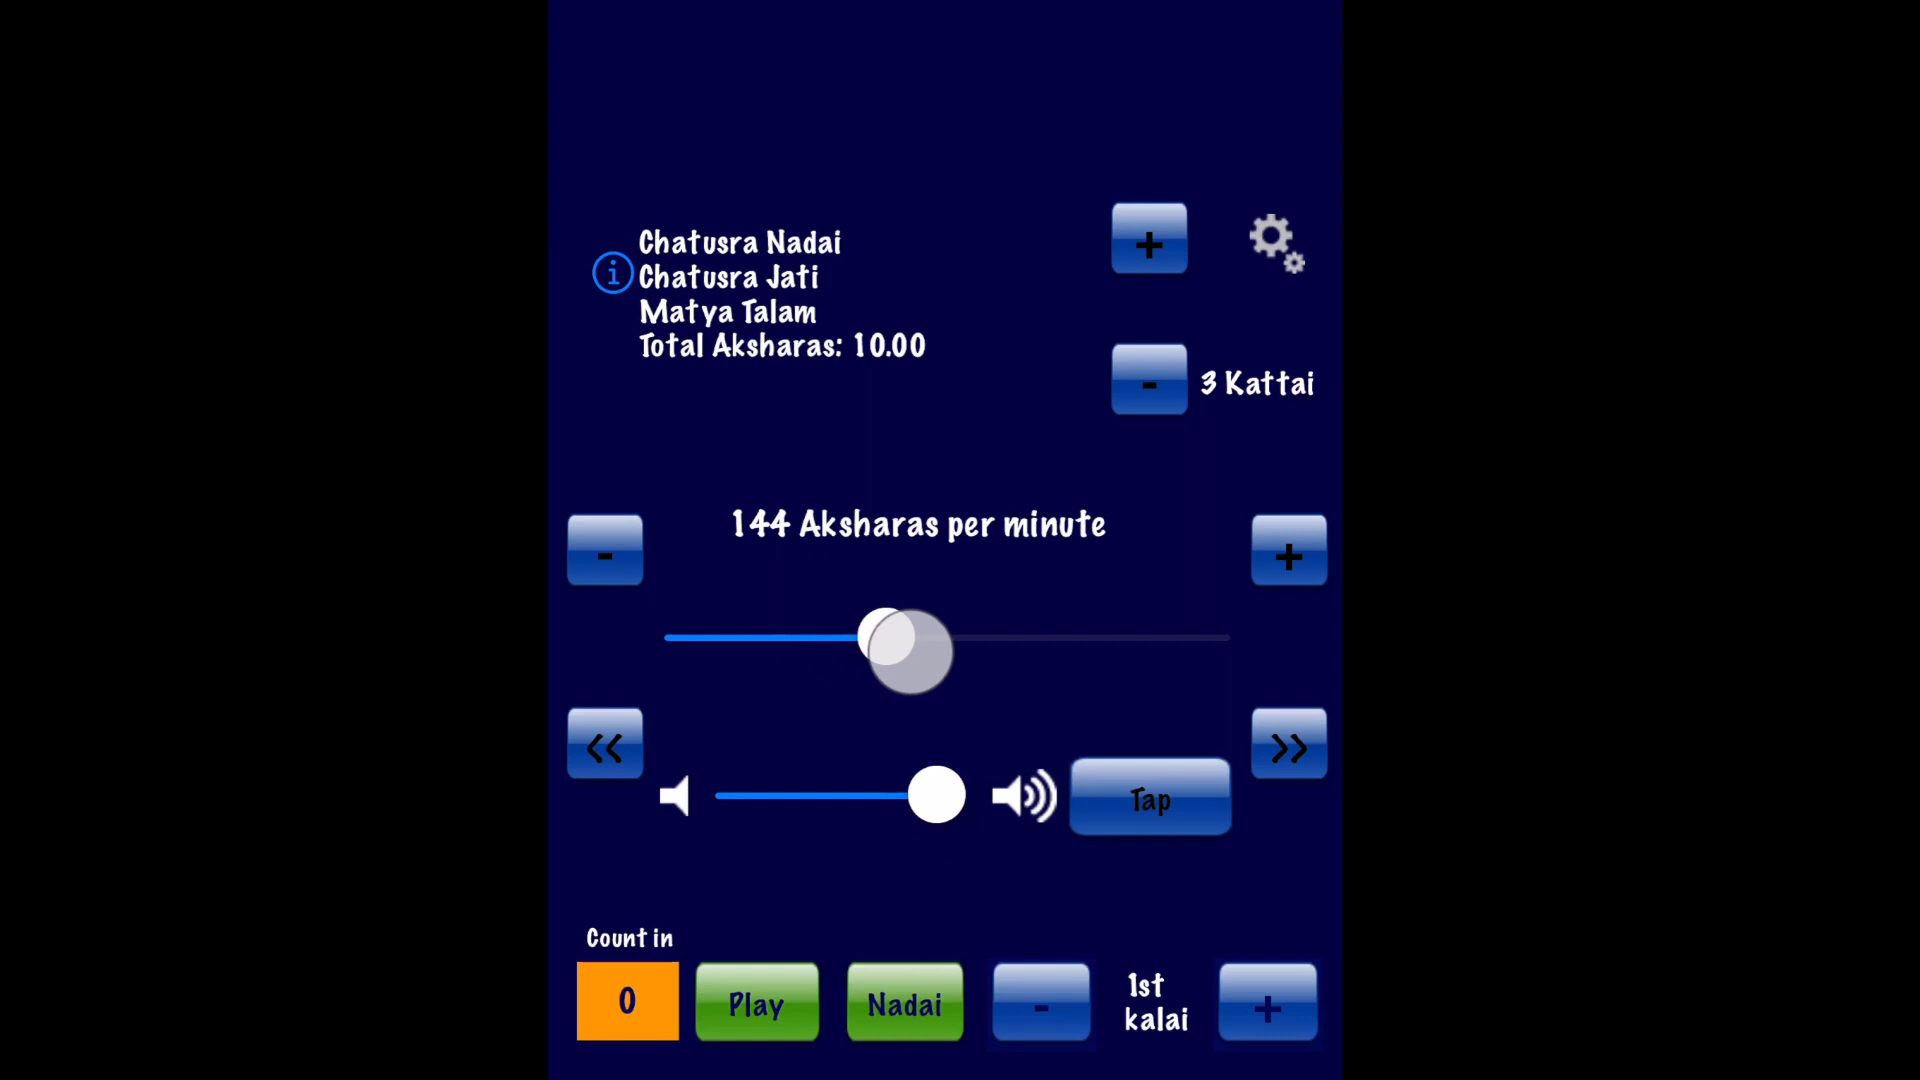 Chatusra Nadai
Chatusra Jati
Matya Talam
Total Aksharas: 10.00
+
-
3 Kattai
144 Aksharas per minute
-
+
<<
>>
Tap
Count in
0
Play
Nadai
-
1st
kalai
+